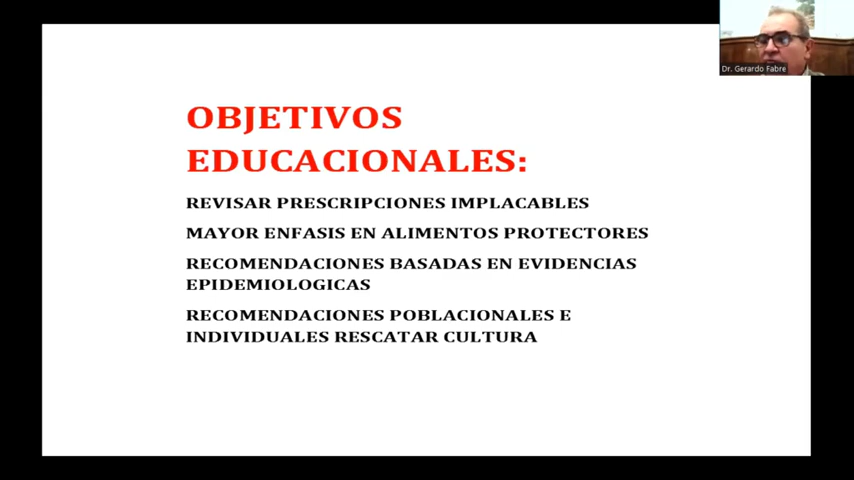 Dr. Gerardo Fabre
OBJETIVOS
EDUCACIONALES:
REVISAR PRESCRIPCIONES IMPLACABLES
MAYOR ENFASIS EN ALIMENTOS PROTECTORES
RECOMENDACIONES BASADAS EN EVIDENCIAS
EPIDEMIOLOGICAS
RECOMENDACIONES POBLACIONALES E
INDIVIDUALES RESCATAR CULTURA